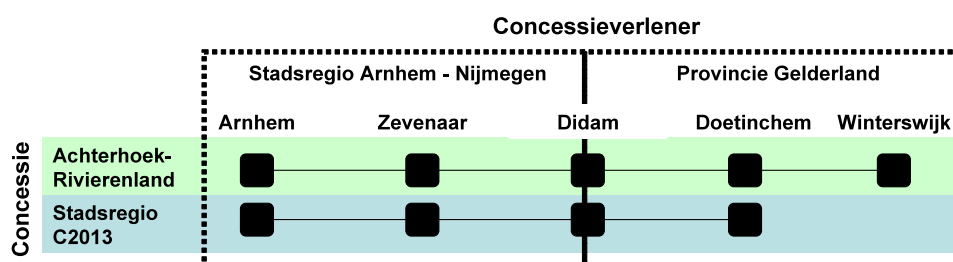 Concessieverlener
Stadsregio Arnhem - Nijmegen
Provincie Gelderland
Arnhem
Zevenaar
Didam
Doetinchem
Winterswijk
Concessie
Achterhoek-
Rivierenland
Stadsregio
C2013